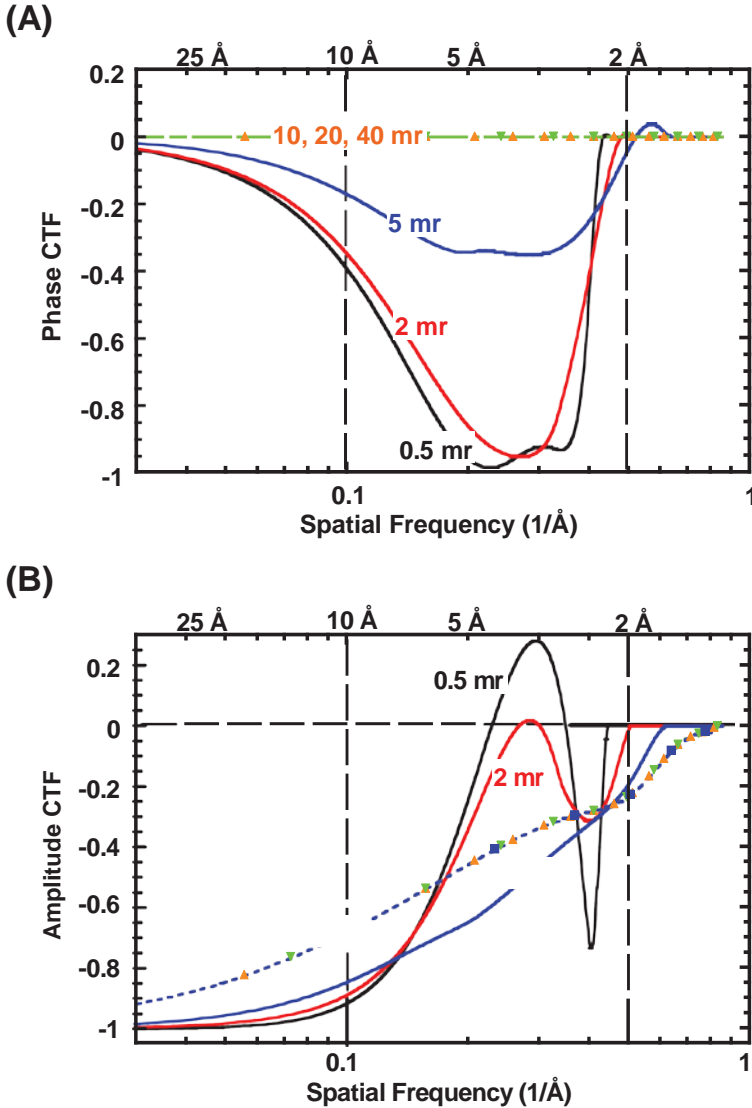 (A)
25 Å 10 Å 5 Å 2 Å
0.2
0
-0.2
-0.4
-0.6
-0.8
-1
Phase CTF
10, 20, 40 mr
5 mr
2 mr
0.5 mr
0.1 1
Spatial Frequency (1/Å)
(B)
25 Å 10 Å 5 Å 2 Å
0.2
0
-0.2
-0.4
-0.6
-0.8
-1
Amplitude CTF
0.5 mr
2 mr
0.1 1
Spatial Frequency (1/Å)